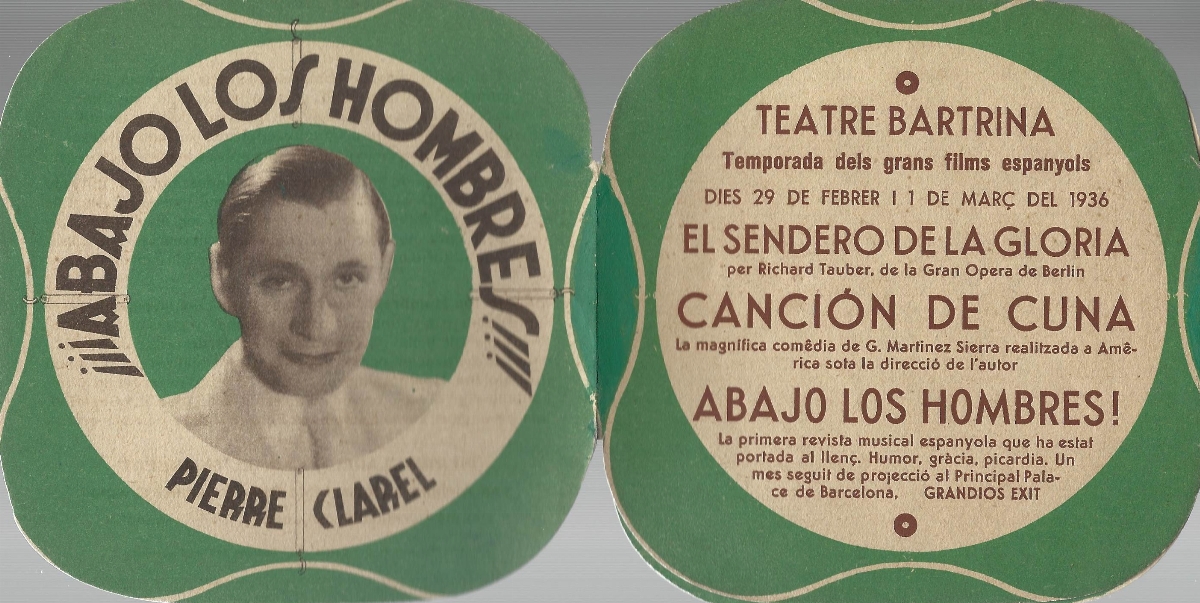 ¡¡¡ABAJO LOS HOMBRES!!!
PIERRE CLAREL
TEATRE BARTRINA
Temporada dels grans films espanyols
DIES 29 DE FEBRER I 1 DE MARÇ DEL 1936
EL SENDERO DE LA GLORIA
per Richard Tauber, de la Gran Opera de Berlin
CANCIÓN DE CUNA
La magnífica comêdia de G. Martinez Sierra realitzada a Amê-
rica sota la direcció de l'autor
ABAJO LOS HOMBRES!
La primera revista musical espanyola que ha estat
portada al llenç. Humor, gràcia, picardia. Un
mes seguit de projecció al Principal Pala-
ce de Barcelona. GRANDIOS EXIT